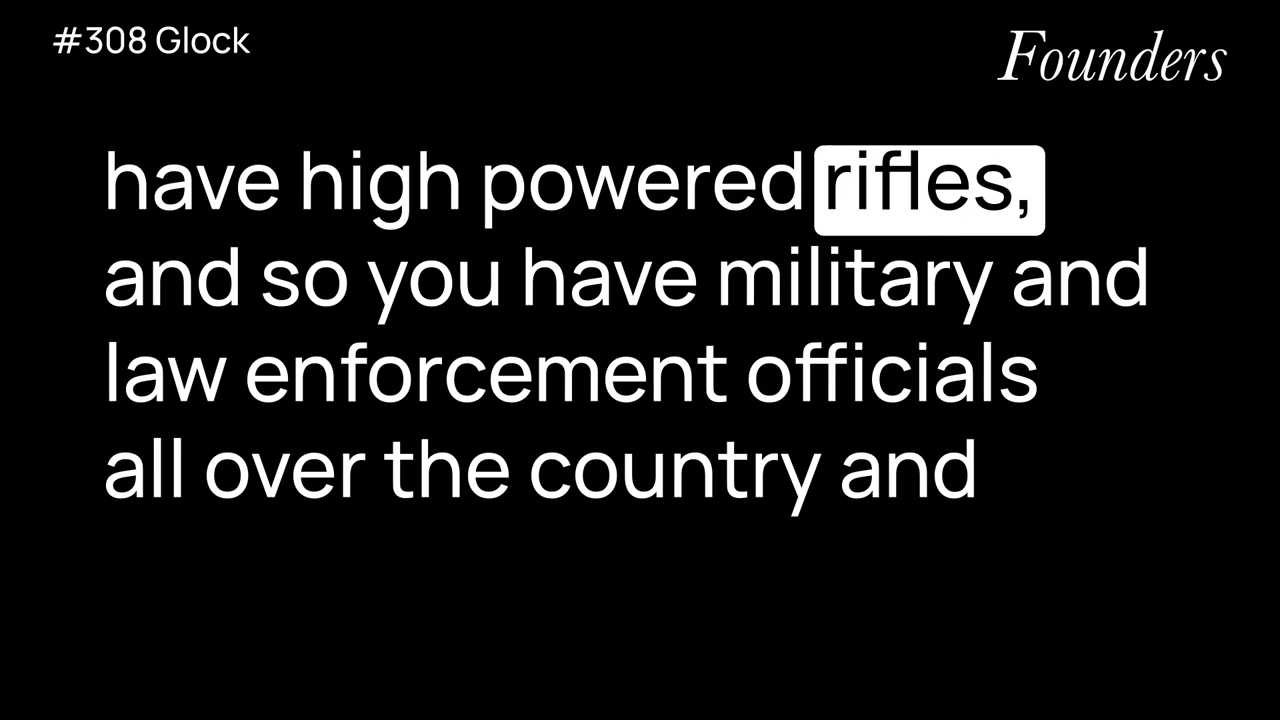 #308 Glock
Founders
have high powered rifles,
and so you have military and
law enforcement officials
all over the country and